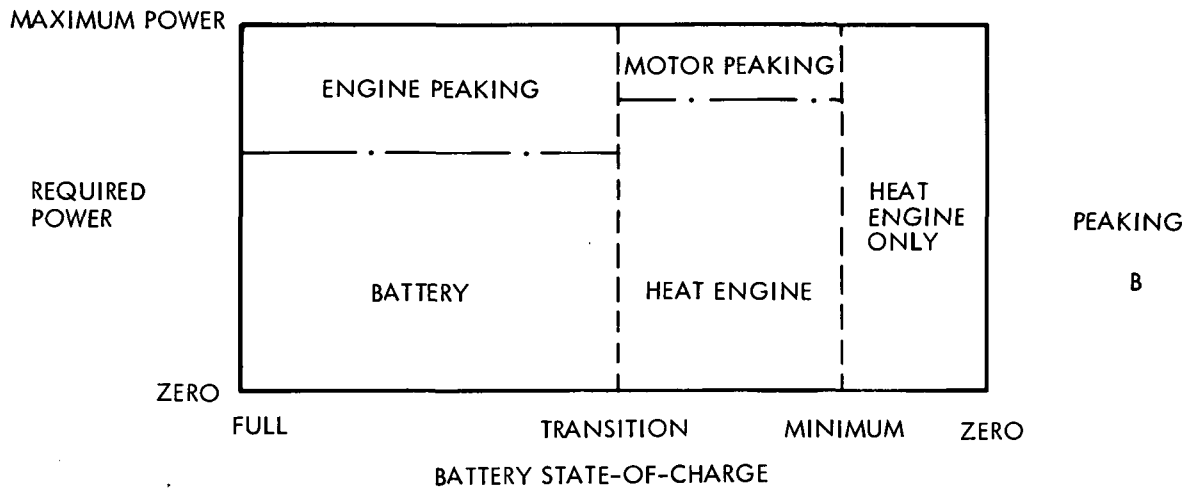 MAXIMUM POWER
ENGINE PEAKING
MOTOR PEAKING
REQUIRED
POWER
BATTERY
HEAT ENGINE
HEAT
ENGINE
ONLY
PEAKING
B
ZERO
FULL
TRANSITION
MINIMUM
ZERO
BATTERY STATE-OF-CHARGE